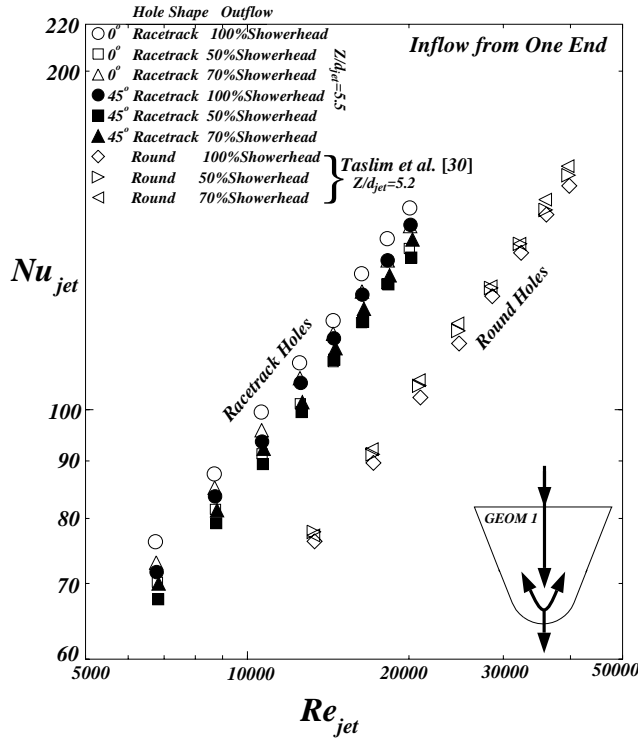 Hole Shape Outflow
0° Racetrack 100%Showerhead
0° Racetrack 50%Showerhead
0° Racetrack 70%Showerhead
45° Racetrack 100%Showerhead
45° Racetrack 50%Showerhead
45° Racetrack 70%Showerhead
Round 100%Showerhead
Round 50%Showerhead
Round 70%Showerhead
Z/djet=5.5
Taslim et al. [30]
Z/djet=5.2
Inflow from One End
220
200
100
90
80
70
60
Nujet
Racetrack Holes
Round Holes
GEOM 1
5000
10000
20000
30000
50000
Rejet